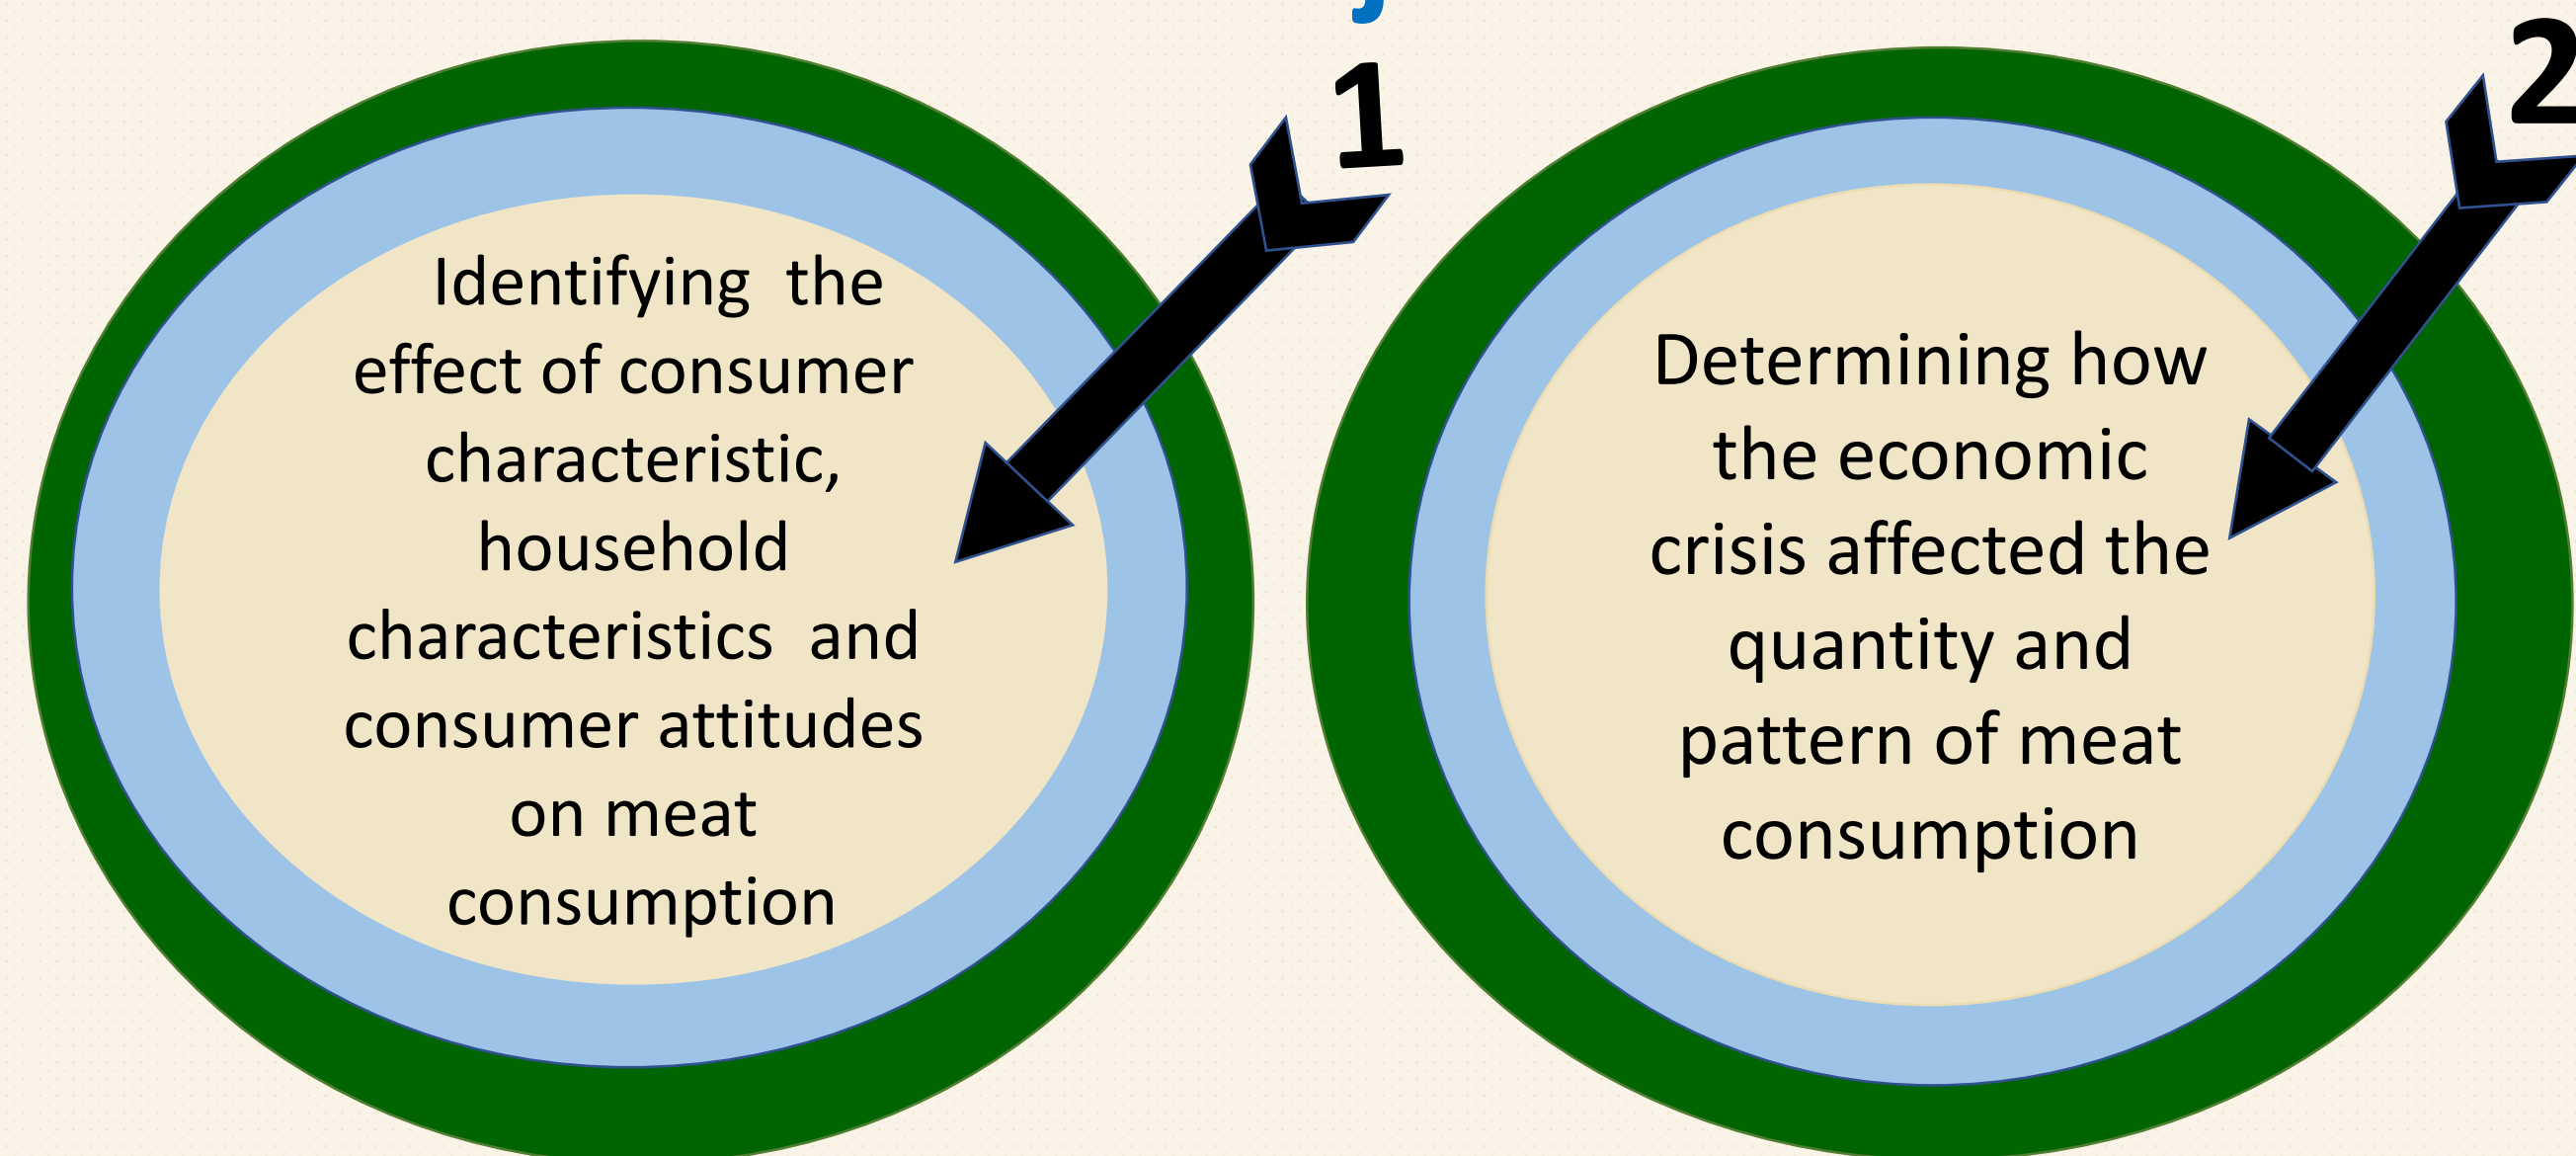 1
Identifying the
effect of consumer
characteristic,
household
characteristics and
consumer attitudes
on meat
consumption
2
Determining how
the economic
crisis affected the
quantity and
pattern of meat
consumption